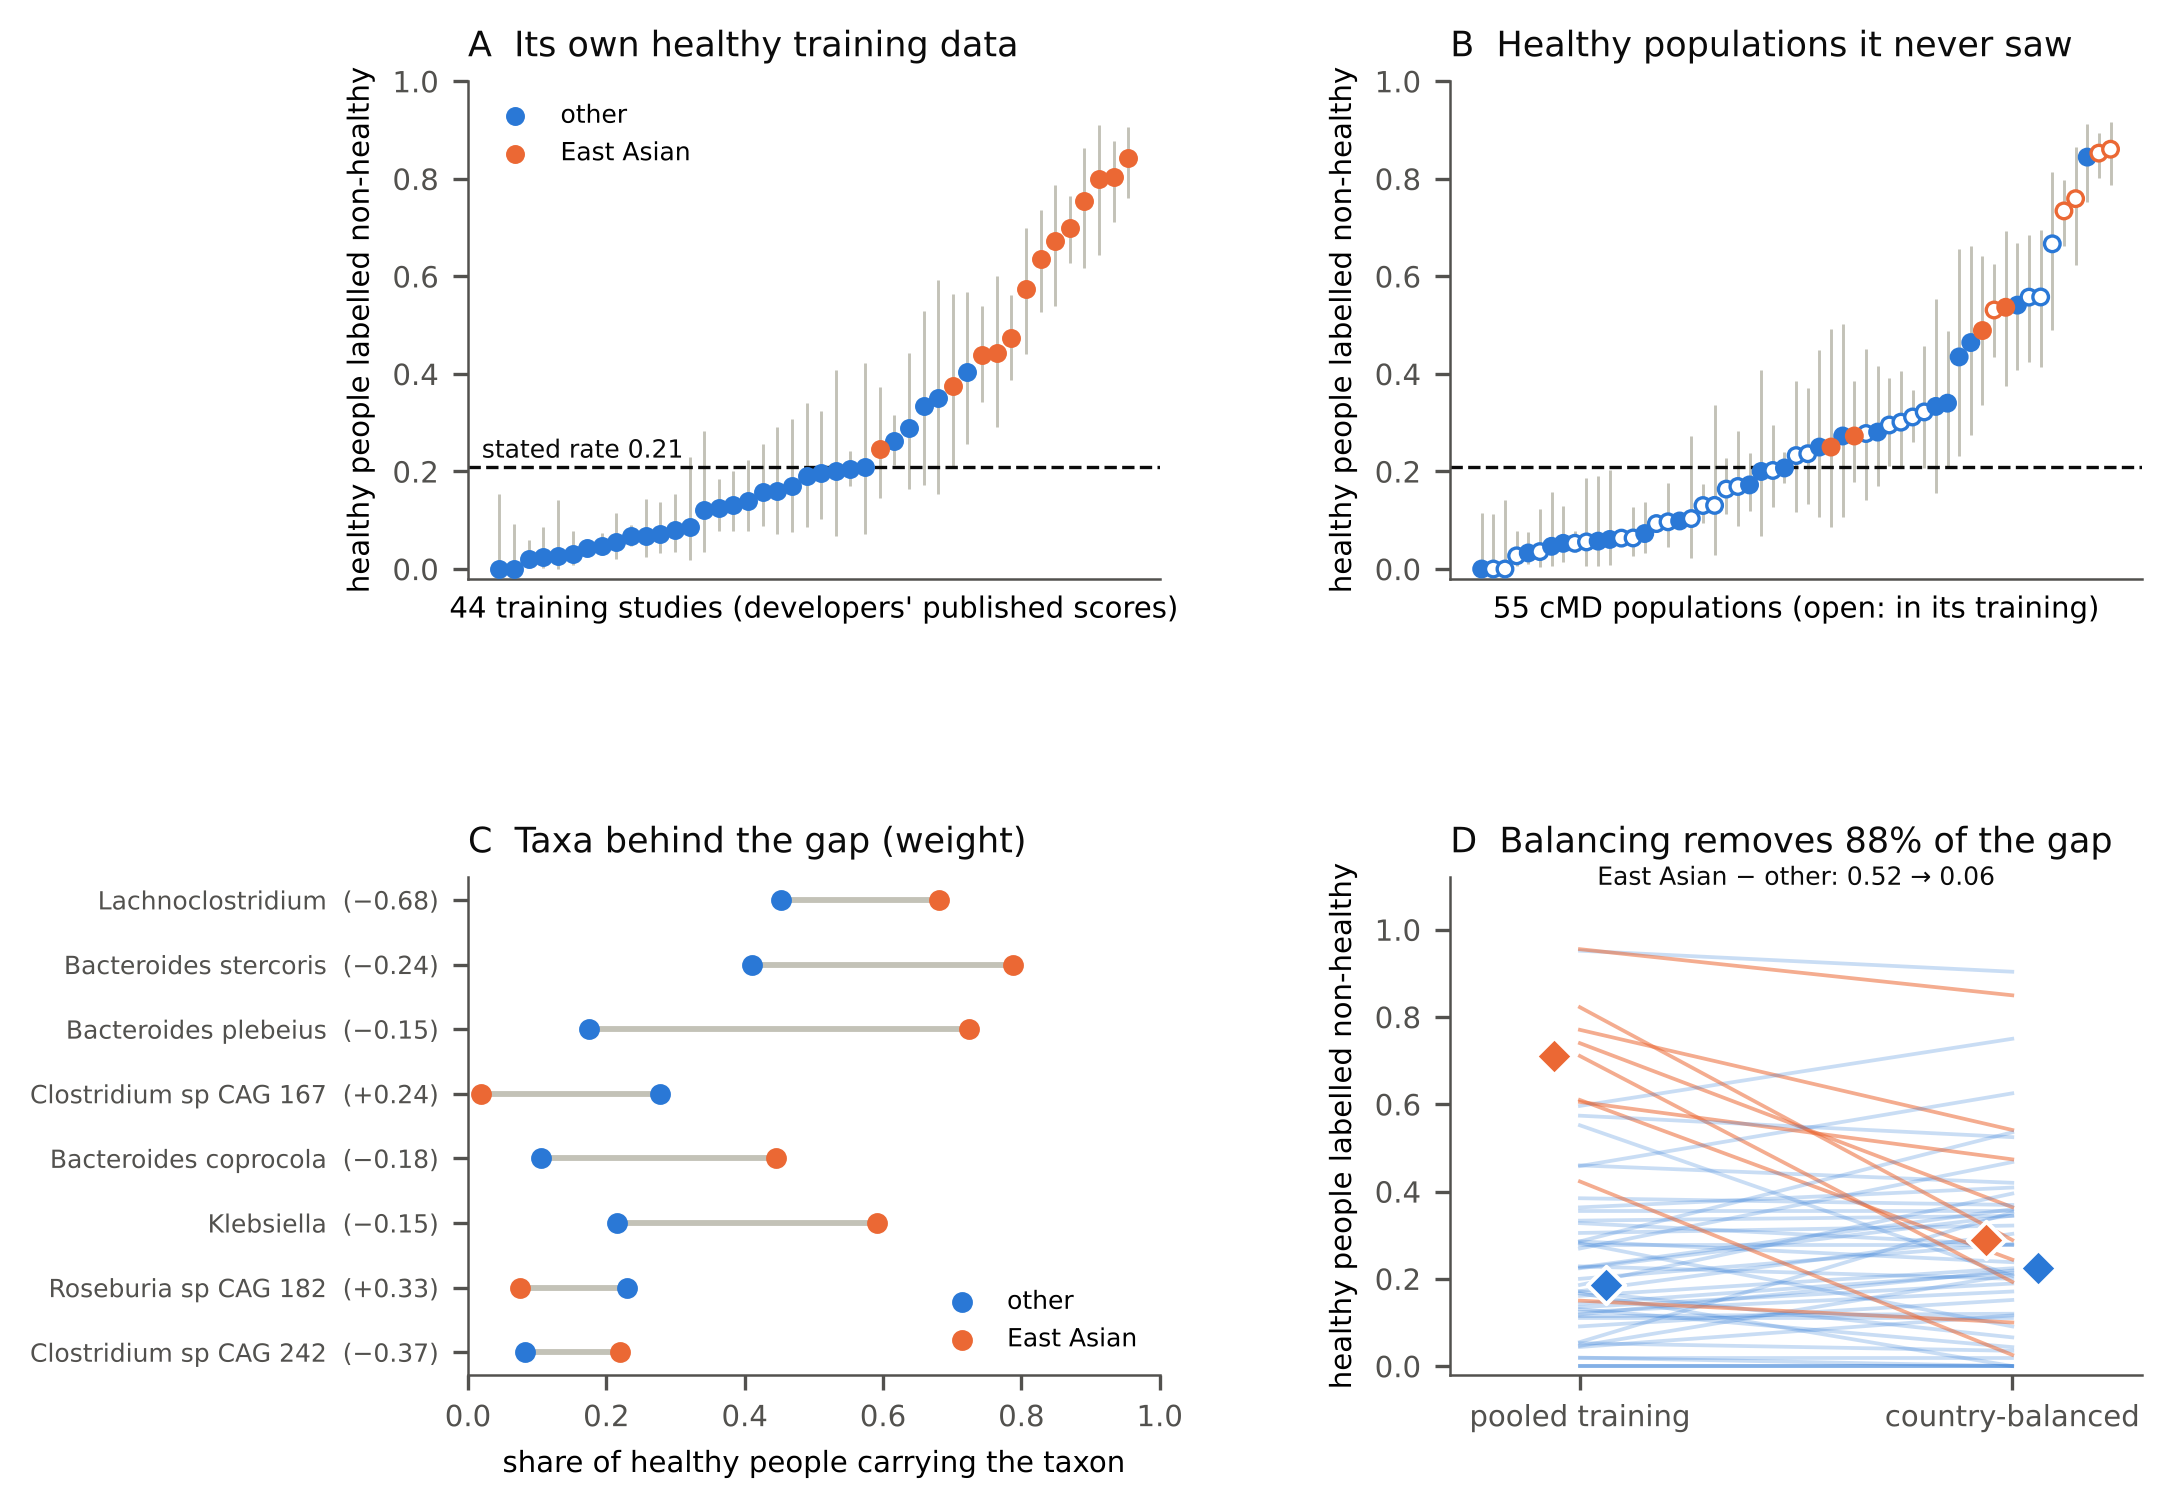 A Its own healthy training data
healthy people labelled non-healthy
1.0
0.8
0.6
0.4
0.2
0.0
other
East Asian
stated rate 0.21
44 training studies (developers' published scores)
B Healthy populations it never saw
healthy people labelled non-healthy
1.0
0.8
0.6
0.4
0.2
0.0
55 cMD populations (open: in its training)
C Taxa behind the gap (weight)
Lachnoclostridium (−0.68)
Bacteroides stercoris (−0.24)
Bacteroides plebeius (−0.15)
Clostridium sp CAG 167 (+0.24)
Bacteroides coprocola (−0.18)
Klebsiella (−0.15)
Roseburia sp CAG 182 (+0.33)
Clostridium sp CAG 242 (−0.37)
other
East Asian
0.0 0.2 0.4 0.6 0.8 1.0
share of healthy people carrying the taxon
D Balancing removes 88% of the gap
East Asian − other: 0.52 → 0.06
healthy people labelled non-healthy
1.0
0.8
0.6
0.4
0.2
0.0
pooled training country-balanced